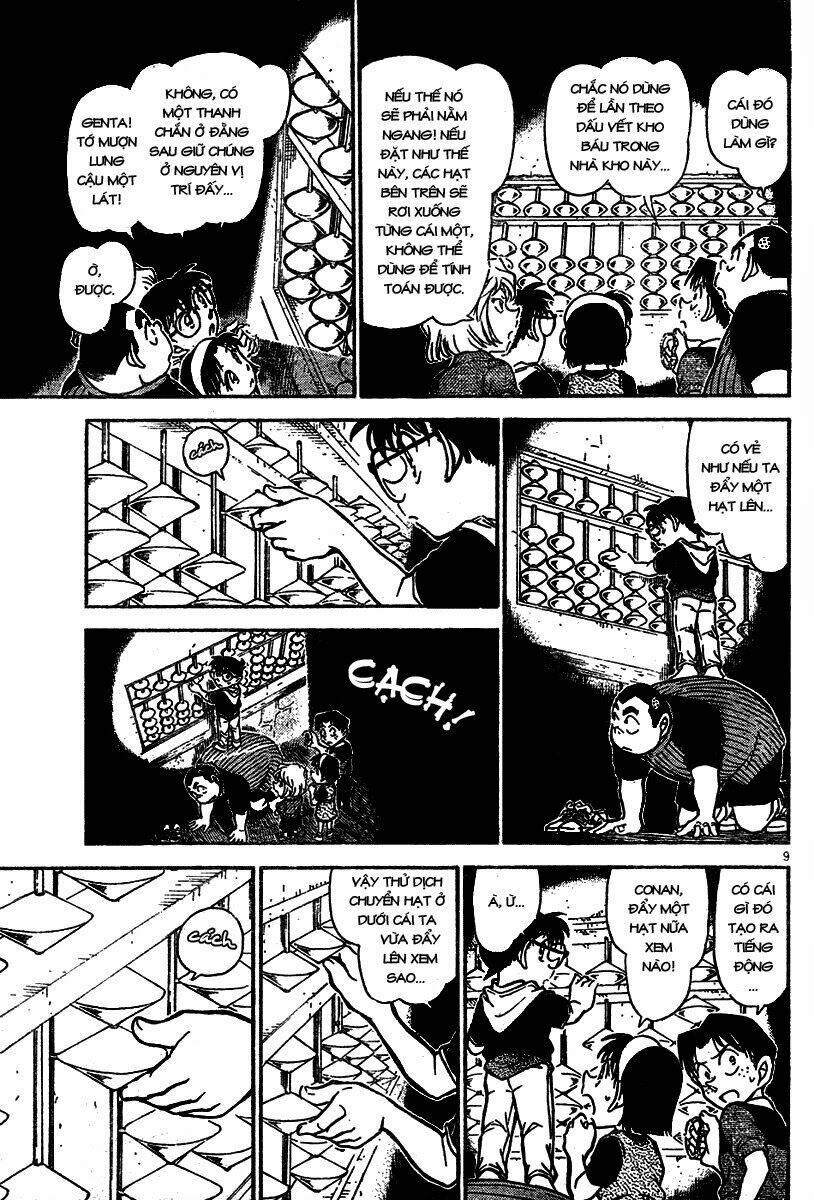 CÁI ĐÓ
DÙNG
LÀM GÌ?
CHẮC NÓ DÙNG
ĐỂ LẦN THEO
DẤU VẾT KHO
BÁU TRONG
NHÀ KHO NÀY...
NẾU THẾ NÓ
SẼ PHẢI NẰM
NGANG! NẾU
ĐẶT NHƯ THẾ
NÀY, CÁC HẠT
BÊN TRÊN SẼ
RƠI XUỐNG
TỪNG CÁI MỘT,
KHÔNG THỂ
DÙNG ĐỂ TÍNH
TOÁN ĐƯỢC.
KHÔNG, CÓ
MỘT THANH
CHẮN Ở ĐẰNG
SAU GIỮ CHÚNG
Ở NGUYÊN VỊ
TRÍ ĐẤY...
GENTA!
TỚ MƯỢN
LƯNG
CẬU MỘT
LÁT!
Ờ,
ĐƯỢC.
CÓ VẺ
NHƯ NẾU TA
ĐẨY MỘT
HẠT LÊN...
cách
CẠCH!
9
CÓ CÁI
GÌ ĐÓ
TẠO RA
TIẾNG
ĐỘNG...
CONAN,
ĐẨY MỘT
HẠT NỮA
XEM
NÀO!
À, Ừ...
VẬY THỬ DỊCH
CHUYỂN HẠT Ở
DƯỚI CÁI TA
VỪA ĐẨY
LÊN XEM
SAO...
cách